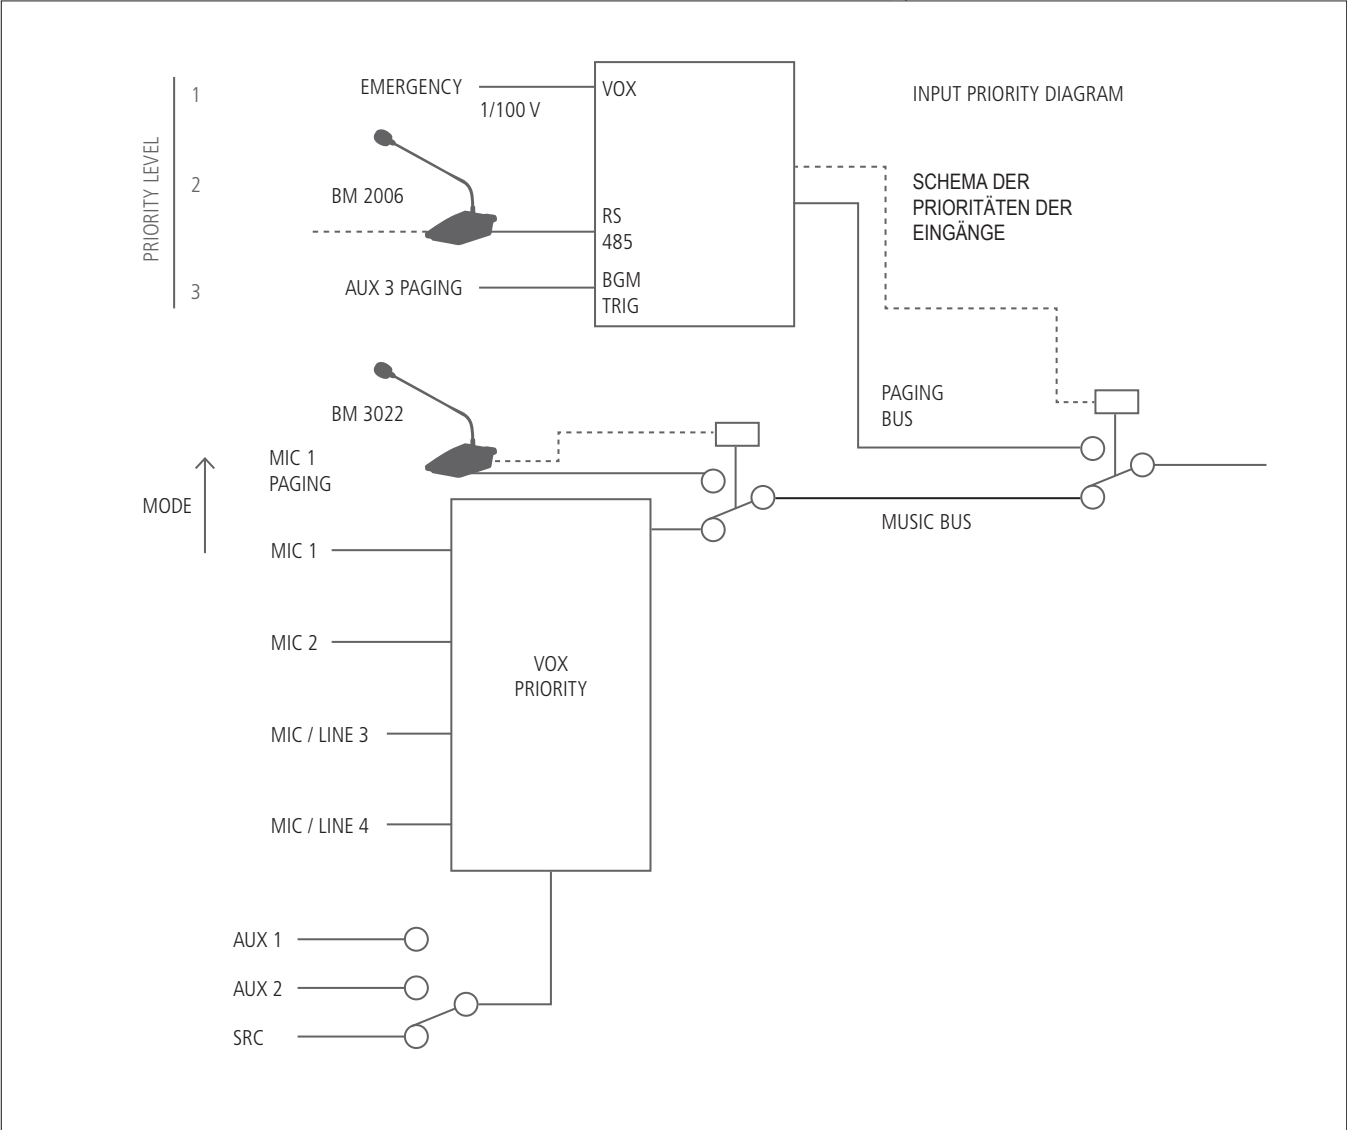 EMERGENCY
1/100 V
VOX
INPUT PRIORITY DIAGRAM
PRIORITY LEVEL
1
2
3
BM 2006
RS
485
SCHEMA DER
PRIORITÄTEN DER
EINGÄNGE
AUX 3 PAGING
BGM
TRIG
BM 3022
PAGING
BUS
MIC 1
PAGING
MODE
MUSIC BUS
MIC 1
MIC 2
VOX
PRIORITY
MIC / LINE 3
MIC / LINE 4
AUX 1
AUX 2
SRC